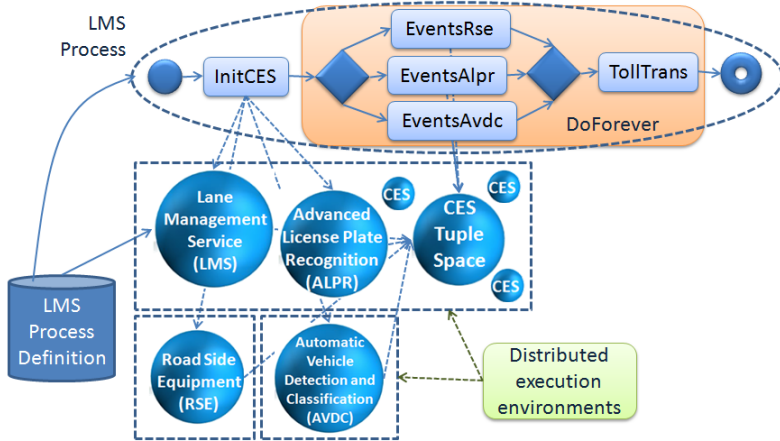 LMS
Process
InitCES
EventsRse
EventsAlpr
EventsAvdc
TollTrans
DoForever
Lane
Management
Service
(LMS)
Advanced
License Plate
Recognition
(ALPR)
CES
CES
CES
Tuple
Space
CES
LMS
Process
Definition
Road Side
Equipment
(RSE)
Automatic
Vehicle
Detection and
Classification
(AVDC)
Distributed
execution
environments